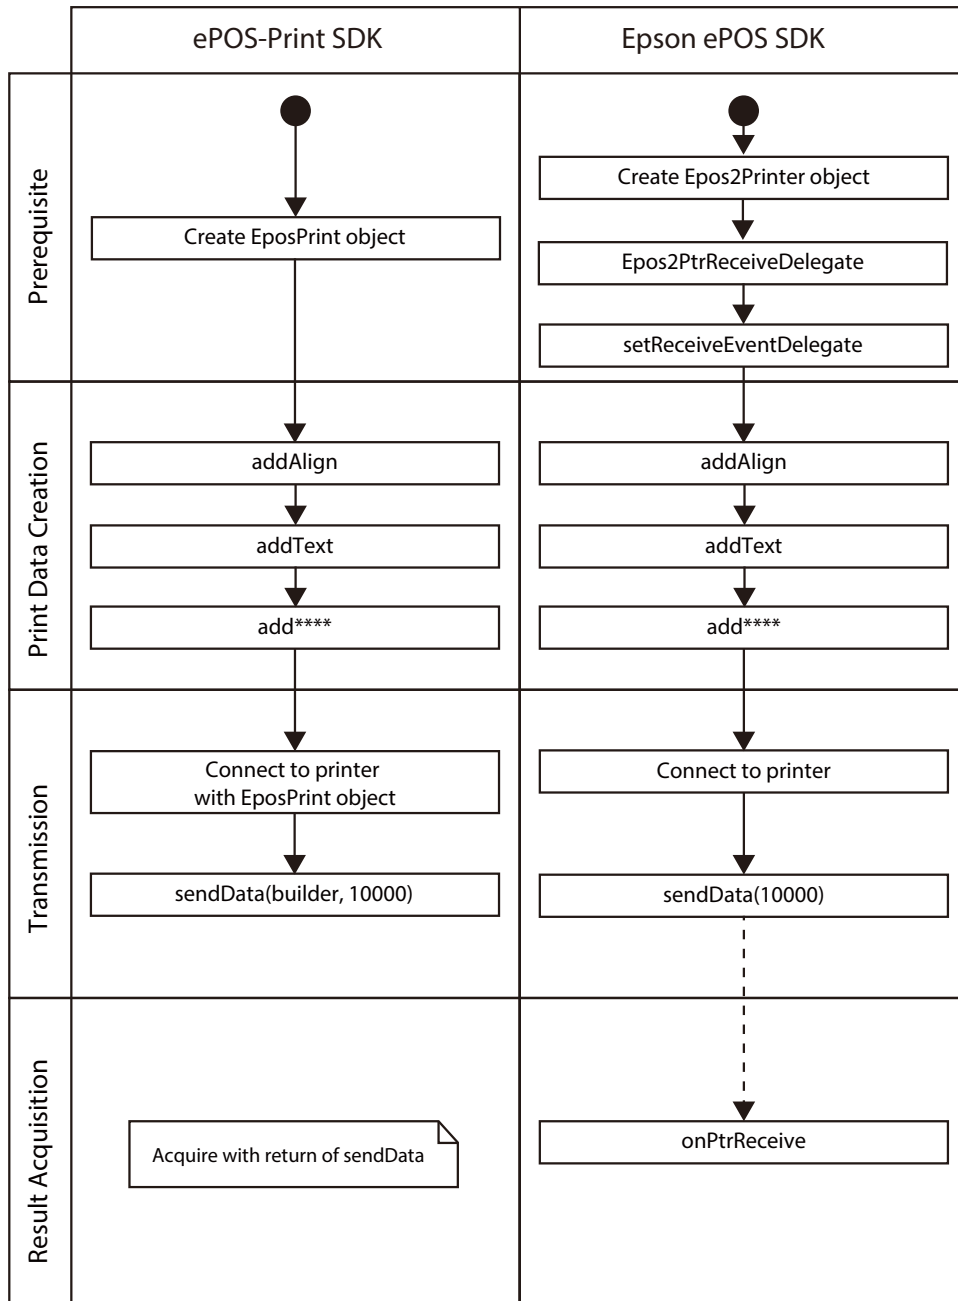 ePOS-Print SDK
Epson ePOS SDK
Prerequisite
Create EposPrint object
Create Epos2Printer object
Epos2PtrReceiveDelegate
setReceiveEventDelegate
Print Data Creation
addAlign
addText
add****
addAlign
addText
add****
Transmission
Connect to printer
with EposPrint object
sendData(builder, 10000)
Connect to printer
sendData(10000)
Result Acquisition
Acquire with return of sendData
onPtrReceive